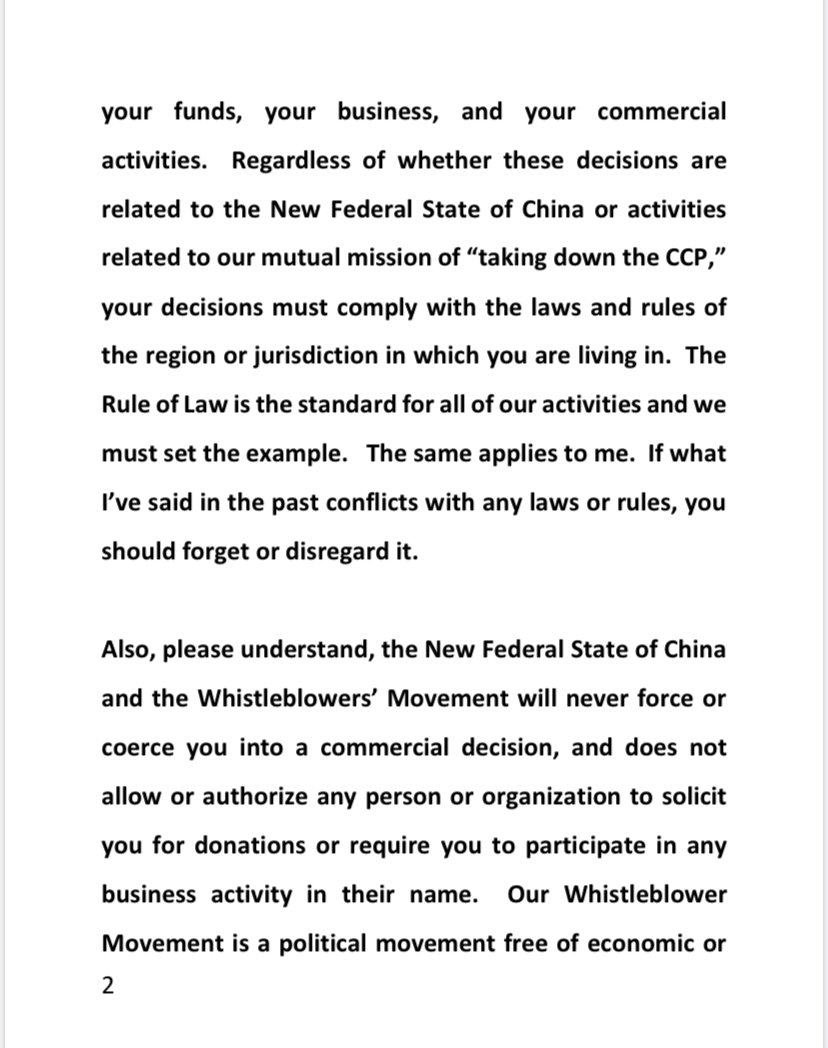 your funds, your business, and your commercial
activities. Regardless of whether these decisions are
related to the New Federal State of China or activities
related to our mutual mission of “taking down the CCP,”
your decisions must comply with the laws and rules of
the region or jurisdiction in which you are living in. The
Rule of Law is the standard for all of our activities and we
must set the example. The same applies to me. If what
I’ve said in the past conflicts with any laws or rules, you
should forget or disregard it.
Also, please understand, the New Federal State of China
and the Whistleblowers’ Movement will never force or
coerce you into a commercial decision, and does not
allow or authorize any person or organization to solicit
you for donations or require you to participate in any
business activity in their name. Our Whistleblower
Movement is a political movement free of economic or
2